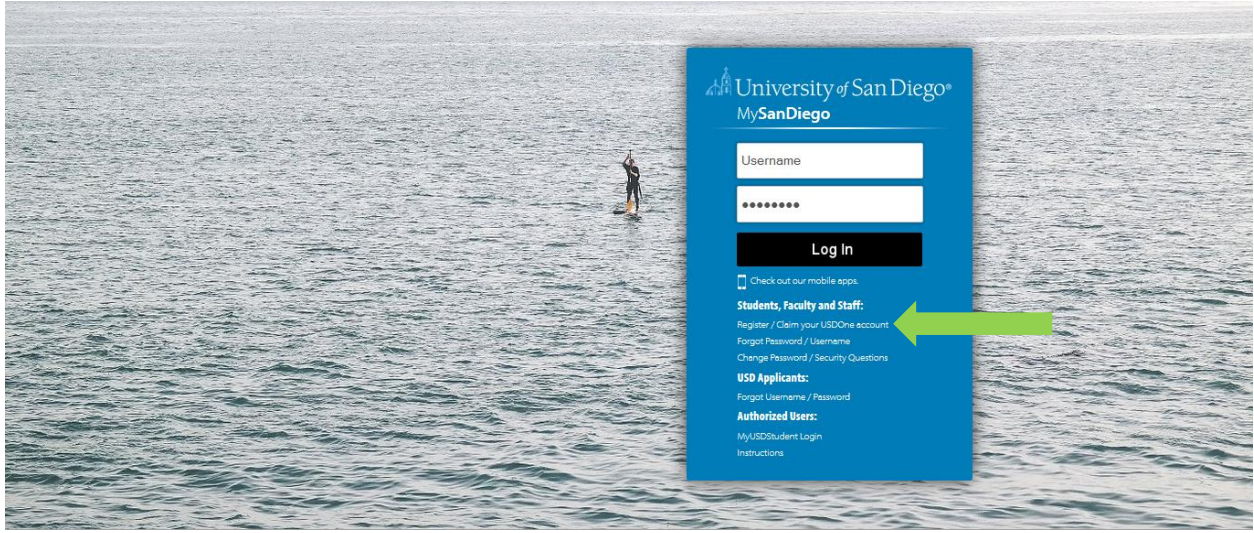 University of San Diego®
MySanDiego
Username
••••••••
Log In
Check out our mobile apps.
Students, Faculty and Staff:
Register / Claim your USDOne account
Forgot Password / Username
Change Password / Security Questions
USD Applicants:
Forgot Username / Password
Authorized Users:
MyUSDStudent Login
Instructions